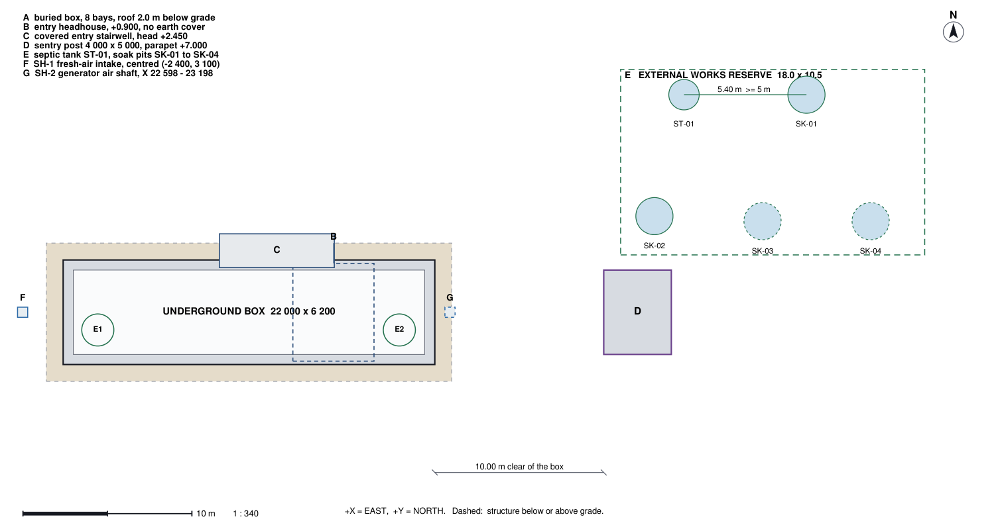 A buried box, 8 bays, roof 2.0 m below grade
B entry headhouse, +0.900, no earth cover
C covered entry stairwell, head +2.450
D sentry post 4 000 x 5 000, parapet +7.000
E septic tank ST-01, soak pits SK-01 to SK-04
F SH-1 fresh-air intake, centred (-2 400, 3 100)
G SH-2 generator air shaft, X 22 598 - 23 198
N
E EXTERNAL WORKS RESERVE 18.0 x 10.5
5.40 m >= 5 m
ST-01
SK-01
SK-02
SK-03
SK-04
B
C
F
G
UNDERGROUND BOX 22 000 x 6 200
D
E1
E2
10.00 m clear of the box
10 m
1 : 340
+X = EAST, +Y = NORTH. Dashed: structure below or above grade.